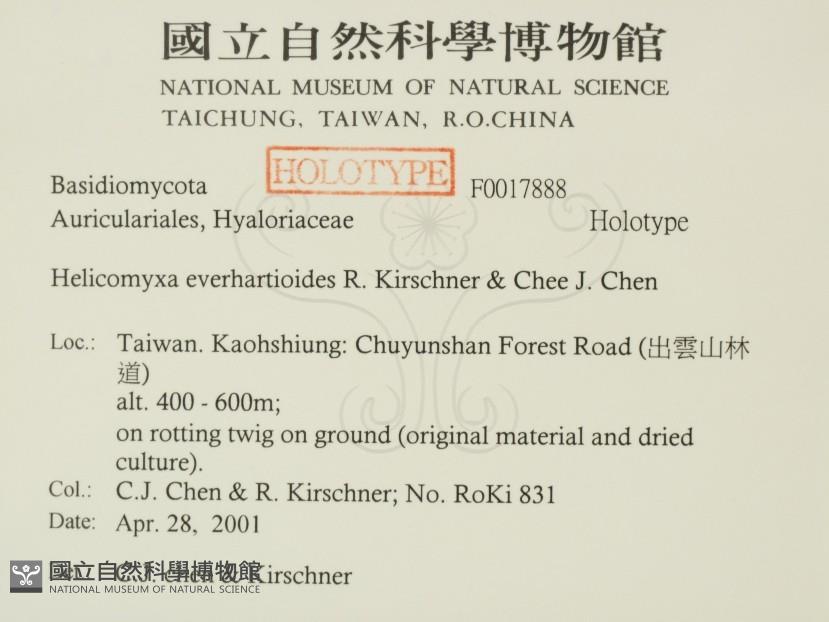 國立自然科學博物館
NATIONAL MUSEUM OF NATURAL SCIENCE
TAICHUNG, TAIWAN, R.O.CHINA
HOLOTYPE
Basidiomycota F0017888
Auriculariales, Hyaloriaceae Holotype
Helicomyxa everhartioides R. Kirschner & Chee J. Chen
Loc.: Taiwan. Kaohshiung: Chuyunshan Forest Road (出雲山林
道)
alt. 400 - 600m;
on rotting twig on ground (original material and dried
culture).
Col.: C.J. Chen & R. Kirschner; No. RoKi 831
Date: Apr. 28, 2001
C.J. Chen & Kirschner
國立自然科學博物館
NATIONAL MUSEUM OF NATURAL SCIENCE